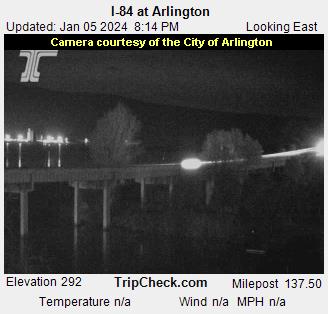 I-84 at Arlington
Updated: Jan 05 2024 8:14 PM Looking East
Camera courtesy of the City of Arlington
Elevation 292 TripCheck.com Milepost 137.50
Temperature n/a Wind n/a MPH n/a